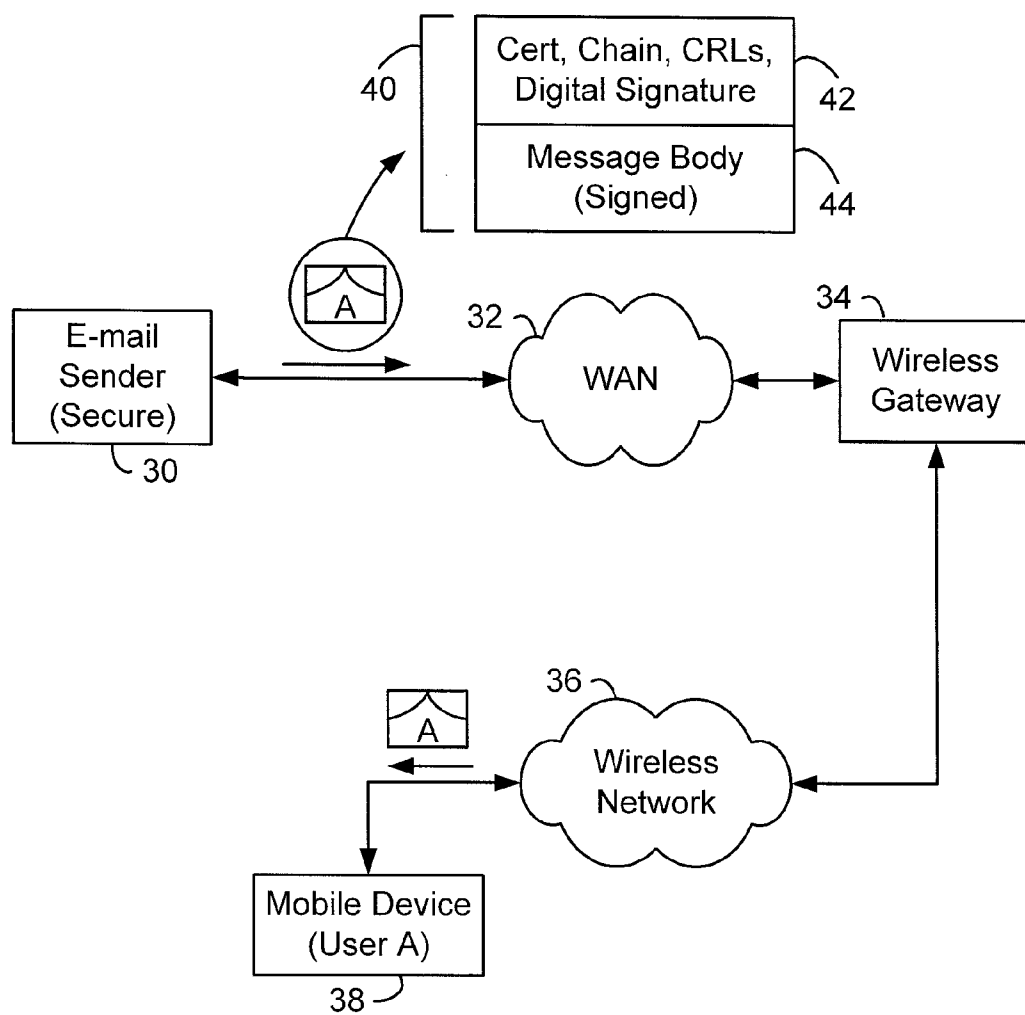 Cert, Chain, CRLs,
Digital Signature
40
42
Message Body
(Signed)
44
A
E-mail
Sender
(Secure)
30
32
WAN
34
Wireless
Gateway
36
A
Wireless
Network
Mobile Device
(User A)
38